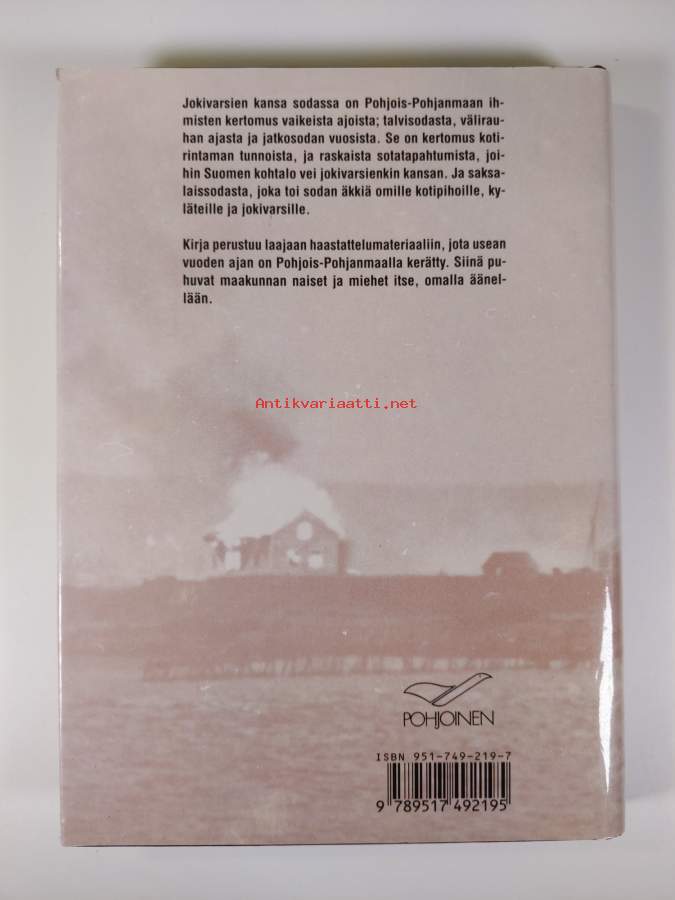 Jokivarsien kansa sodassa on Pohjois-Pohjanmaan ih-
misten kertomus vaikeista ajoista; talvisodasta, välirau-
han ajasta ja jatkosodan vuosista. Se on kertomus koti-
rintaman tunnoista, ja raskaista sotatapahtumista, joi-
hin Suomen kohtalo vei jokivarsienkin kansan. Ja saksa-
laissodasta, joka toi sodan äkkiä omille kotipihoille, ky-
läteille ja jokivarsille.
Kirja perustuu laajaan haastattelumateriaaliin, jota usean
vuoden ajan on Pohjois-Pohjanmaalla kerätty. Siinä pu-
huvat maakunnan naiset ja miehet itse, omalla äänel-
lään.
Antikvariaatti.net
POHJOINEN
ISBN 951-749-219-7
9 789517 492195